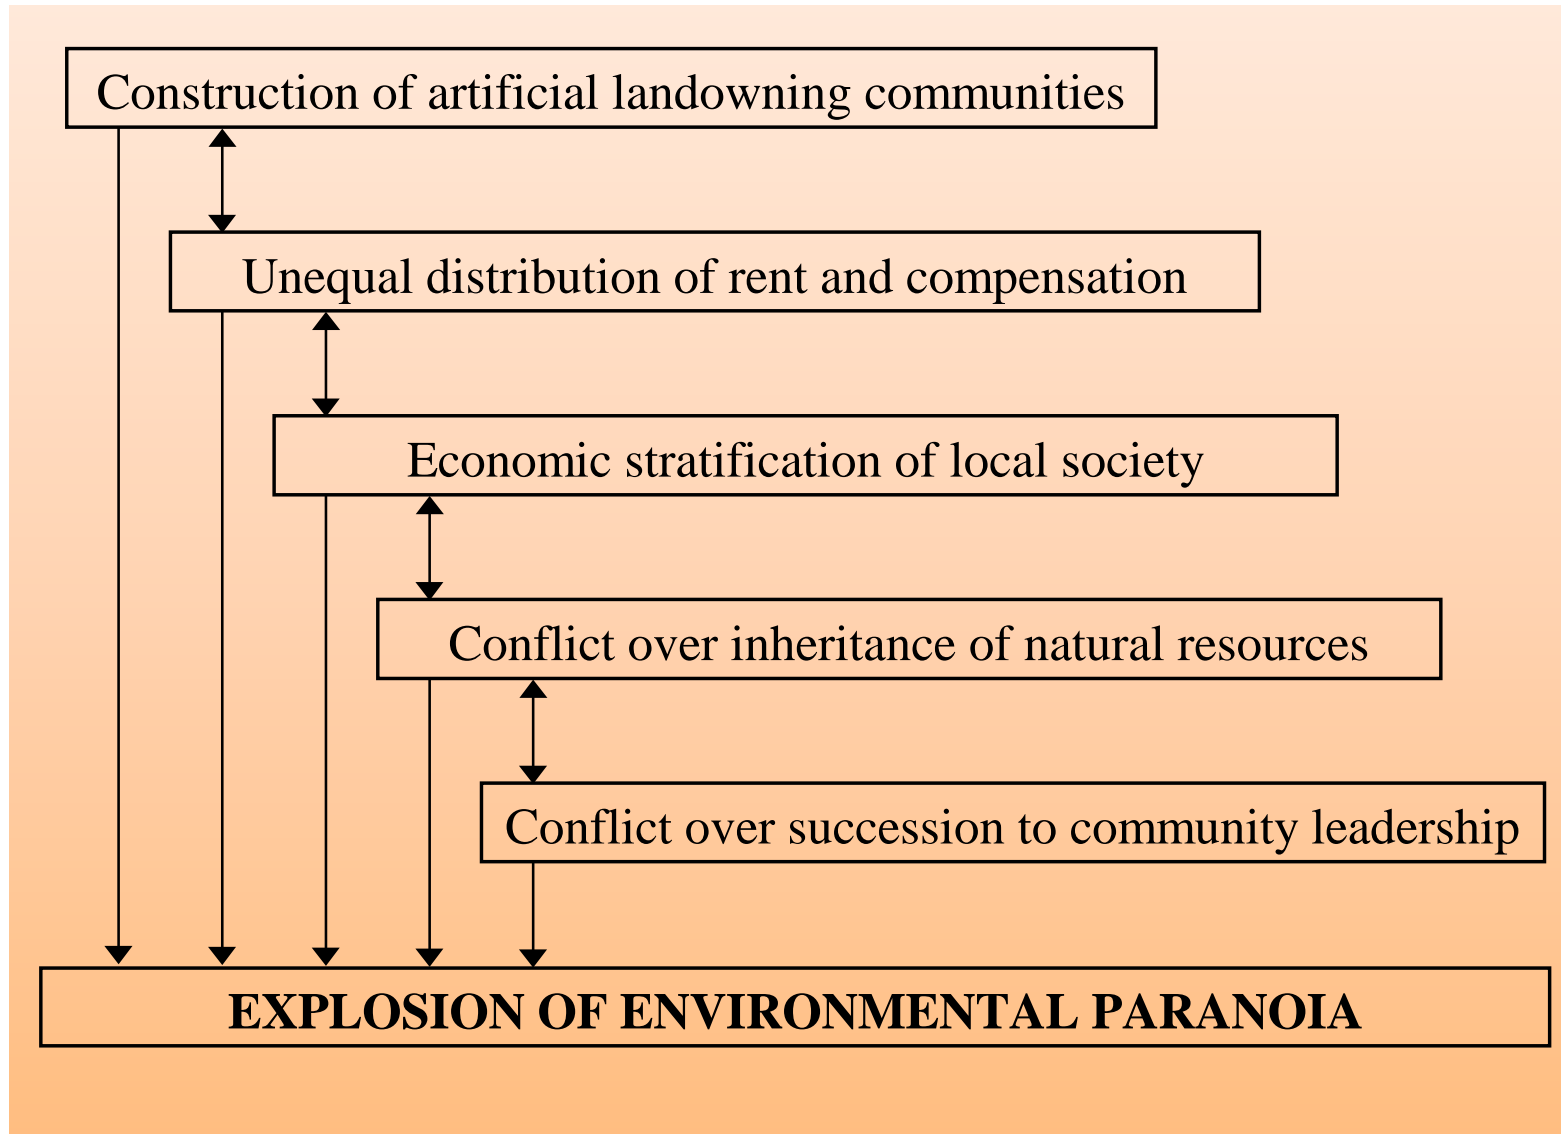 Construction of artificial landowning communities
Unequal distribution of rent and compensation
Economic stratification of local society
Conflict over inheritance of natural resources
Conflict over succession to community leadership
EXPLOSION OF ENVIRONMENTAL PARANOIA